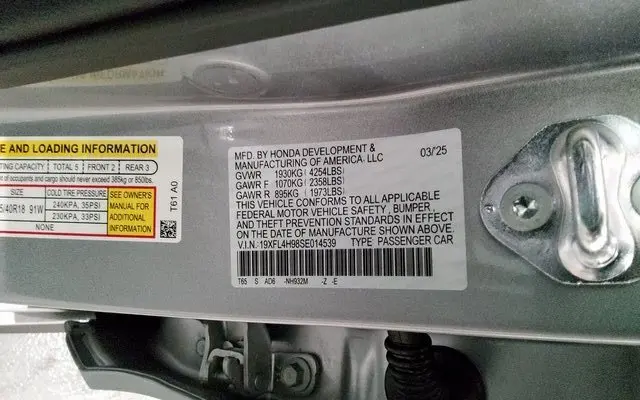 E AND LOADING INFORMATION
TING CAPACITY TOTAL 5 FRONT 2 REAR 3
of occupants and cargo should never exceed 385kg or 850lbs.
SIZE COLD TIRE PRESSURE SEE OWNER'S MANUAL FOR ADDITIONAL INFORMATION
5/40R18 91W 240KPA, 35PSI
230KPA, 33PSI
NONE
T61 A0
MFD. BY HONDA DEVELOPMENT & 03/25
MANUFACTURING OF AMERICA, LLC
GVWR 1930KG( 4254LBS)
GAWR F 1070KG( 2358LBS)
GAWR R 895KG( 1973LBS)
THIS VEHICLE CONFORMS TO ALL APPLICABLE
FEDERAL MOTOR VEHICLE SAFETY, BUMPER,
AND THEFT PREVENTION STANDARDS IN EFFECT
ON THE DATE OF MANUFACTURE SHOWN ABOVE.
V.I.N.:19XFL4H98SE014539 TYPE PASSENGER CAR
T65 S AD6 -NH932M -Z -E